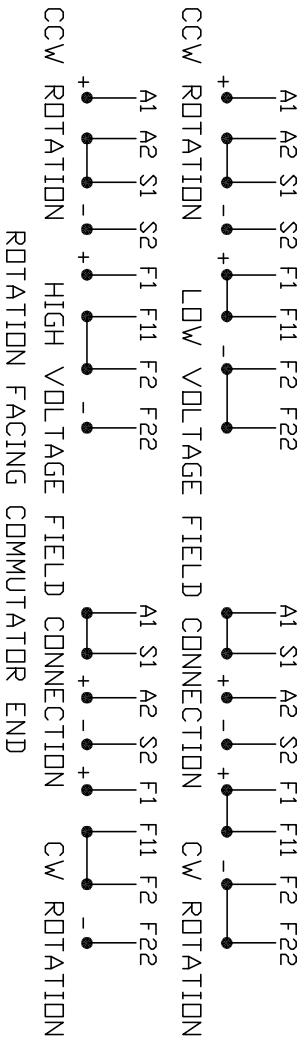 A1 A2 S1 S2 F1 F11 F2 F22 A1 S1 A2 S2 F1 F11 F2 F22
+ - + - + - + -
CCW ROTATION LOW VOLTAGE FIELD CONNECTION CW ROTATION
A1 A2 S1 S2 F1 F11 F2 F22 A1 S1 A2 S2 F1 F11 F2 F22
+ - + - + - + -
CCW ROTATION HIGH VOLTAGE FIELD CONNECTION CW ROTATION
ROTATION FACING COMMUTATOR END